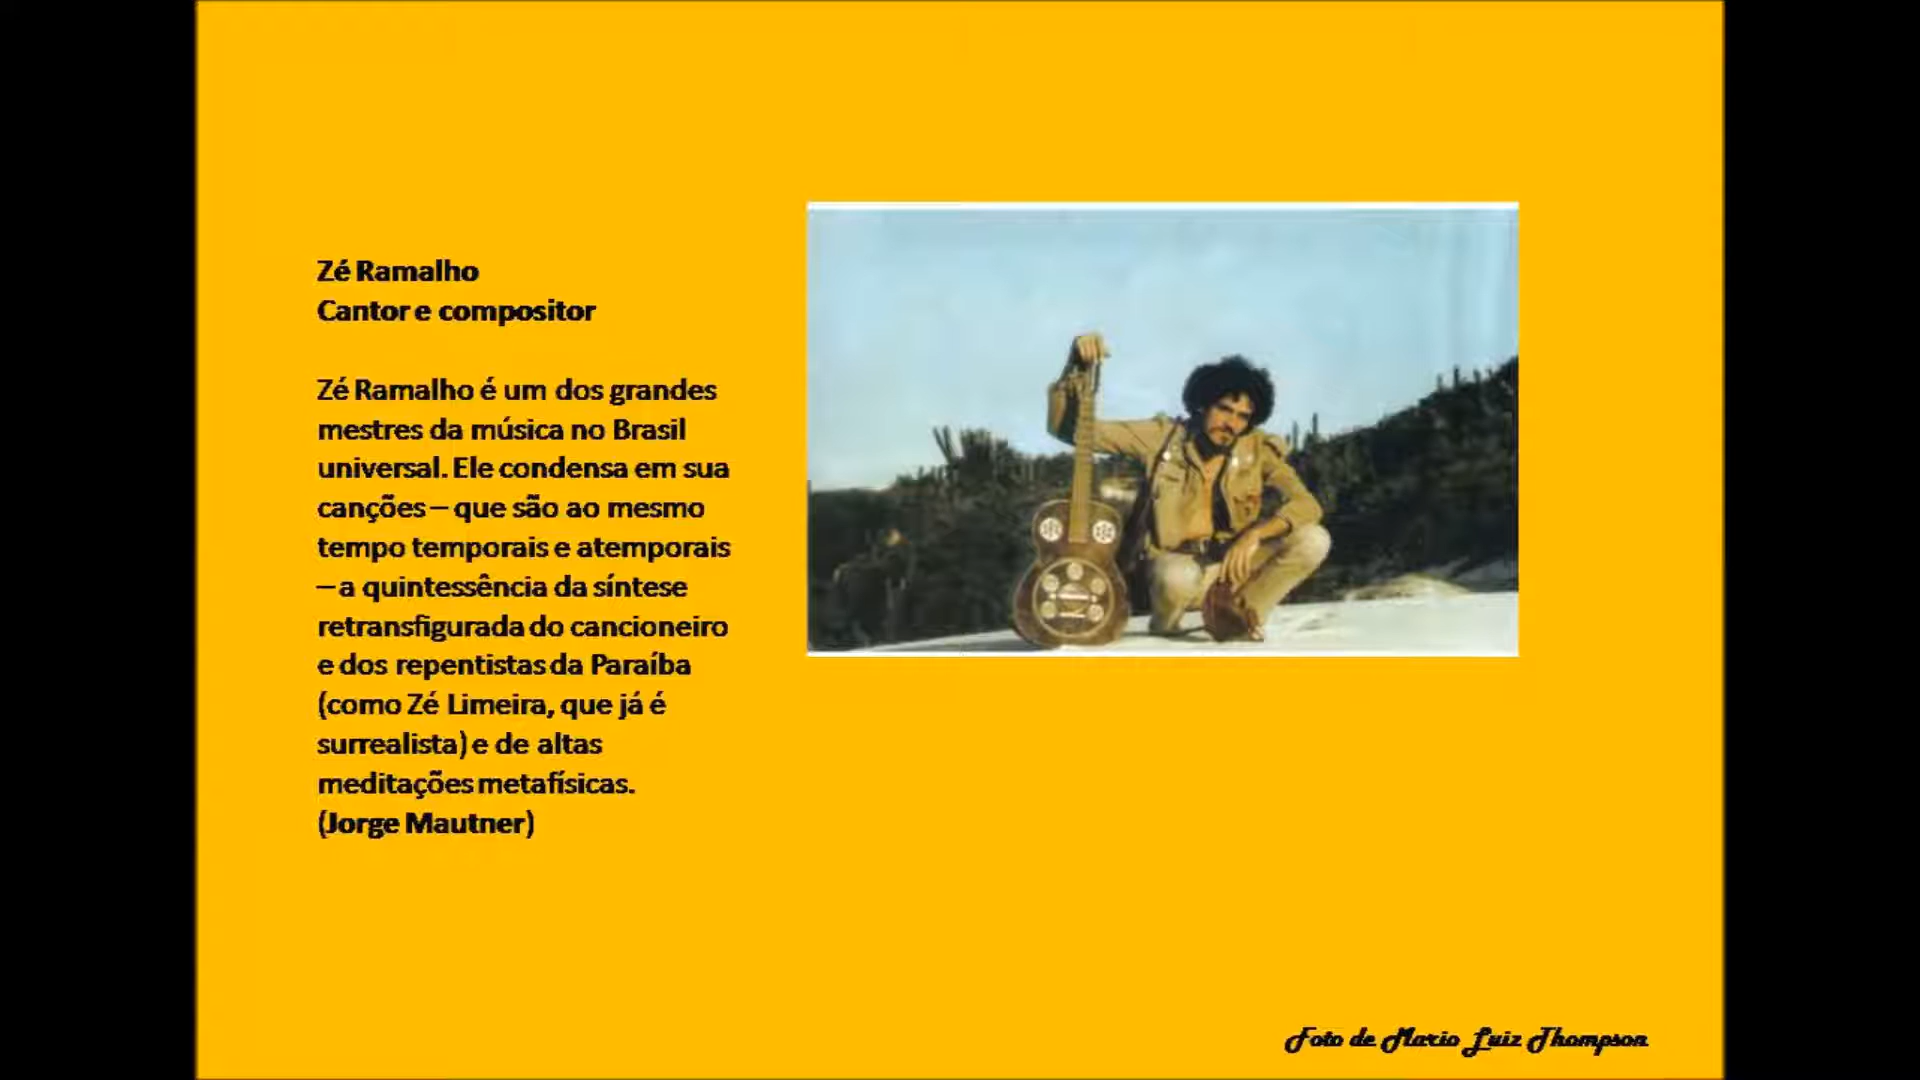 Zé Ramalho
Cantor e compositor
Zé Ramalho é um dos grandes
mestres da música no Brasil
universal. Ele condensa em sua
canções – que são ao mesmo
tempo temporais e atemporais
– a quintessência da síntese
retransfigurada do cancioneiro
e dos repentistas da Paraíba
(como Zé Limeira, que já é
surrealista) e de altas
meditações metafísicas.
(Jorge Mautner)
Foto de Mario Luiz Thompson